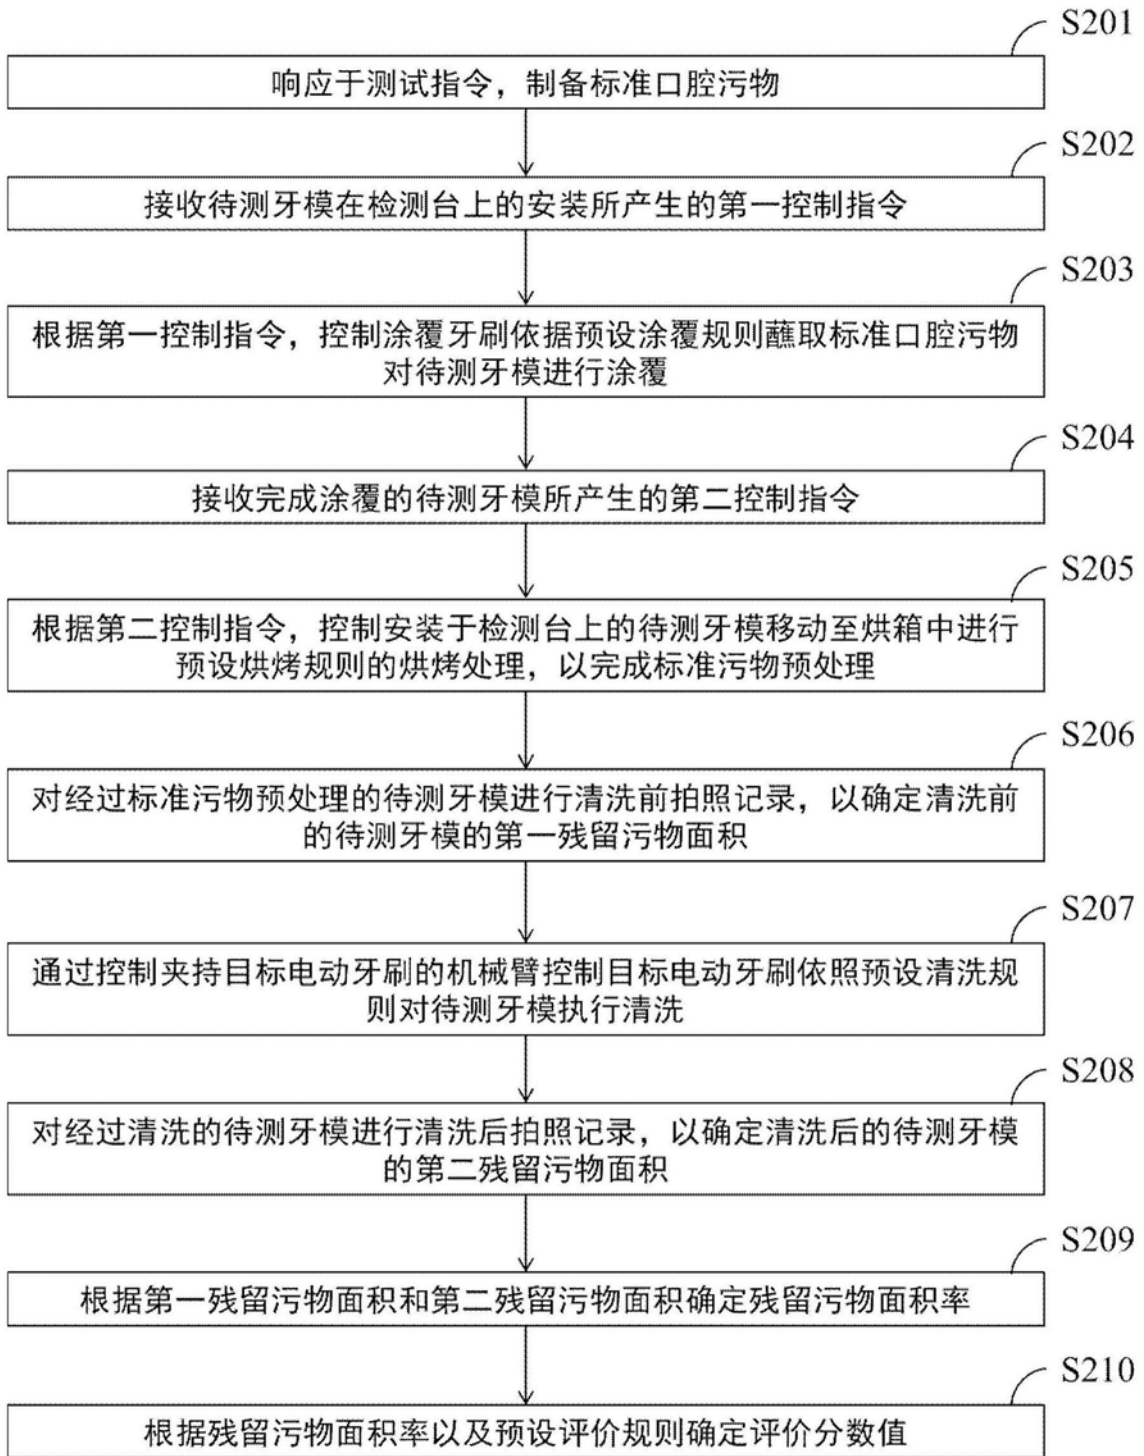 S201
响应于测试指令，制备标准口腔污物
S202
接收待测牙模在检测台上的安装所产生的第一控制指令
S203
根据第一控制指令，控制涂覆牙刷依据预设涂覆规则蘸取标准口腔污物
对待测牙模进行涂覆
S204
接收完成涂覆的待测牙模所产生的第二控制指令
S205
根据第二控制指令，控制安装于检测台上的待测牙模移动至烘箱中进行
预设烘烤规则的烘烤处理，以完成标准污物预处理
S206
对经过标准污物预处理的待测牙模进行清洗前拍照记录，以确定清洗前
的待测牙模的第一残留污物面积
S207
通过控制夹持目标电动牙刷的机械臂控制目标电动牙刷依照预设清洗规
则对待测牙模执行清洗
S208
对经过清洗的待测牙模进行清洗后拍照记录，以确定清洗后的待测牙模
的第二残留污物面积
S209
根据第一残留污物面积和第二残留污物面积确定残留污物面积率
S210
根据残留污物面积率以及预设评价规则确定评价分数值